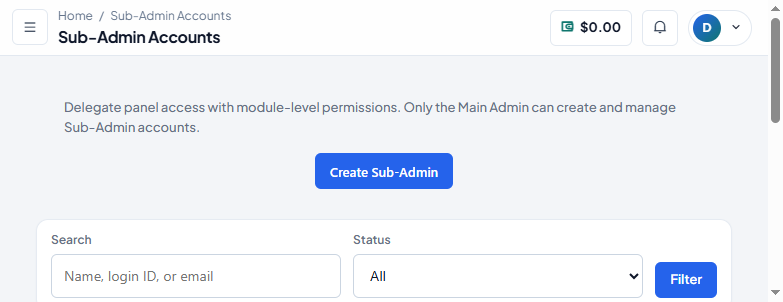 Home / Sub-Admin Accounts
Sub-Admin Accounts
$0.00
D
Delegate panel access with module-level permissions. Only the Main Admin can create and manage
Sub-Admin accounts.
Create Sub-Admin
Search
Status
Name, login ID, or email
All
Filter